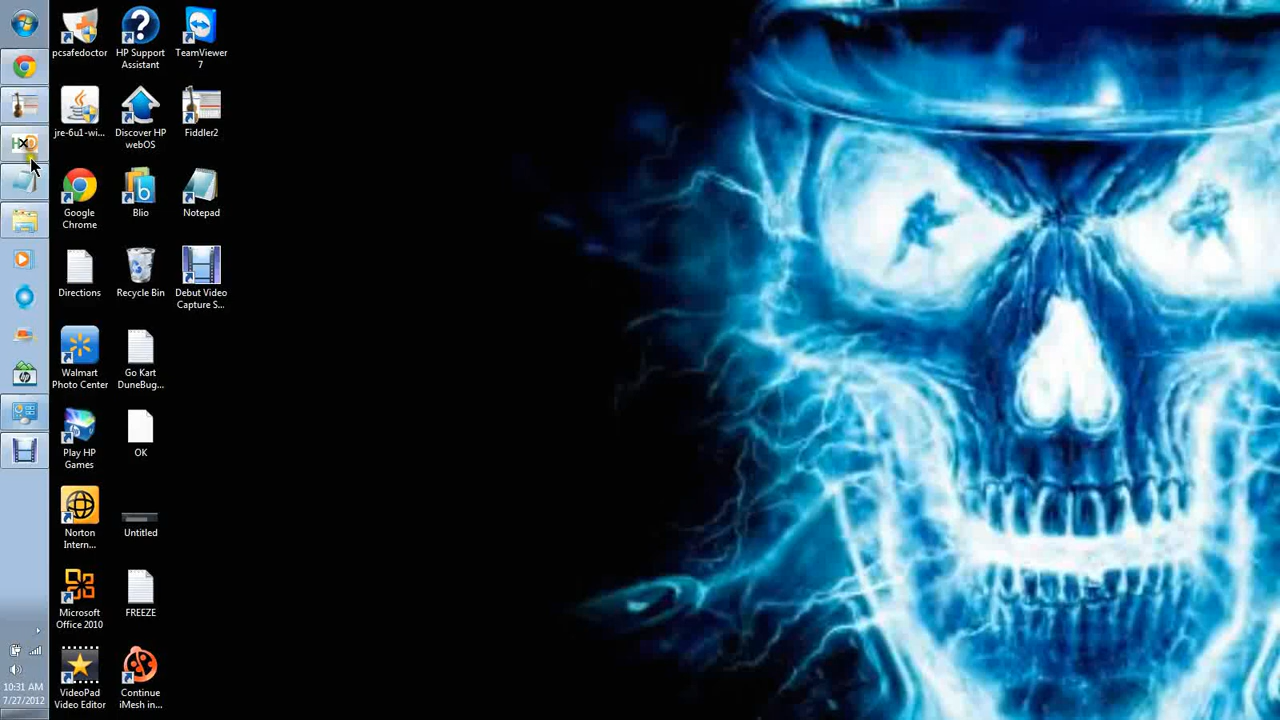 pcsafedoctor
HP Support
Assistant
TeamViewer
7
jre-6u1-wi...
Discover HP
webOS
Fiddler2
HXD
Google
Chrome
Blio
Notepad
Directions
Recycle Bin
Debut Video
Capture S...
Walmart
Photo Center
Go Kart
DuneBug...
hp
Play HP
Games
OK
Norton
Intern...
Untitled
Microsoft
Office 2010
FREEZE
VideoPad
Video Editor
Continue
iMesh in...
10:31 AM
7/27/2012